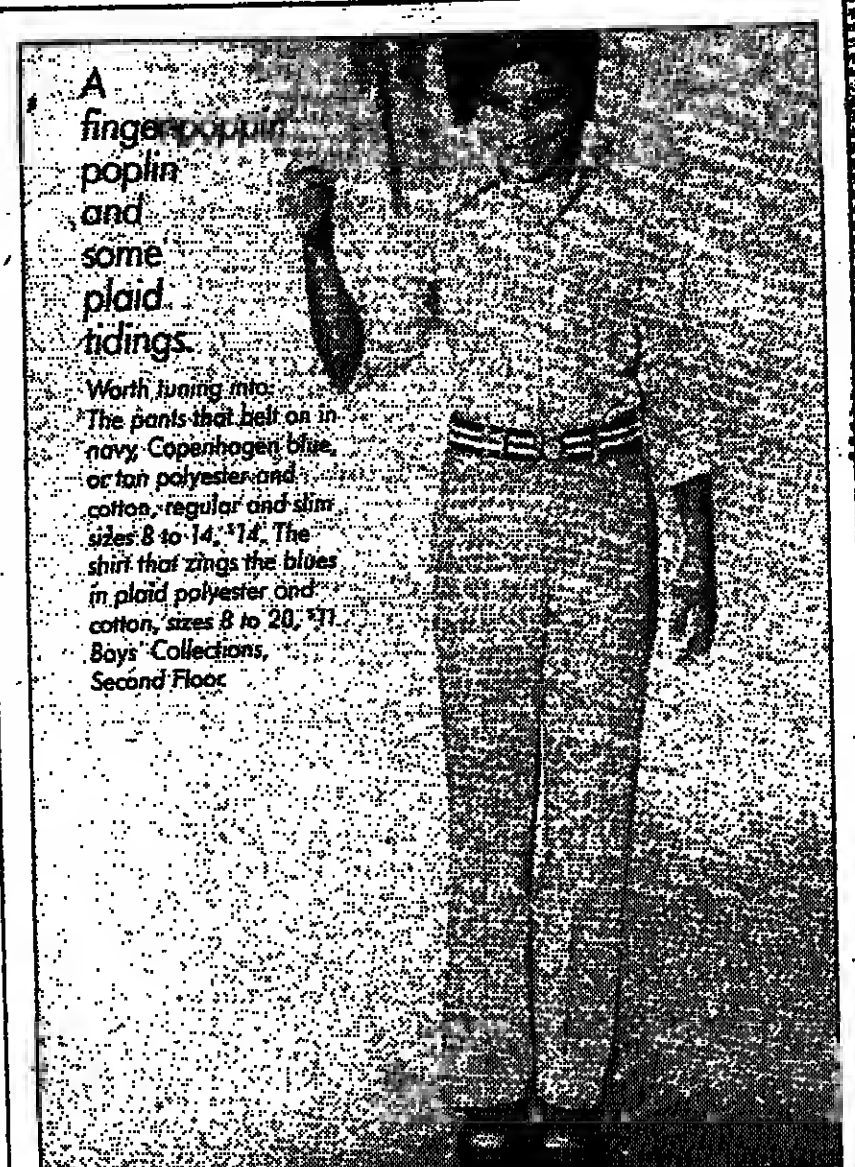 A
finger-poppin'
poplin
and
some
plaid
tidings.
Worth tuning into:
The pants that belt on in
navy, Copenhagen blue,
or tan polyester and
cotton, regular and slim
sizes 8 to 14, $14. The
shirt that zings the blues
in plaid polyester and
cotton, sizes 8 to 20, $11
Boys' Collections,
Second Floor